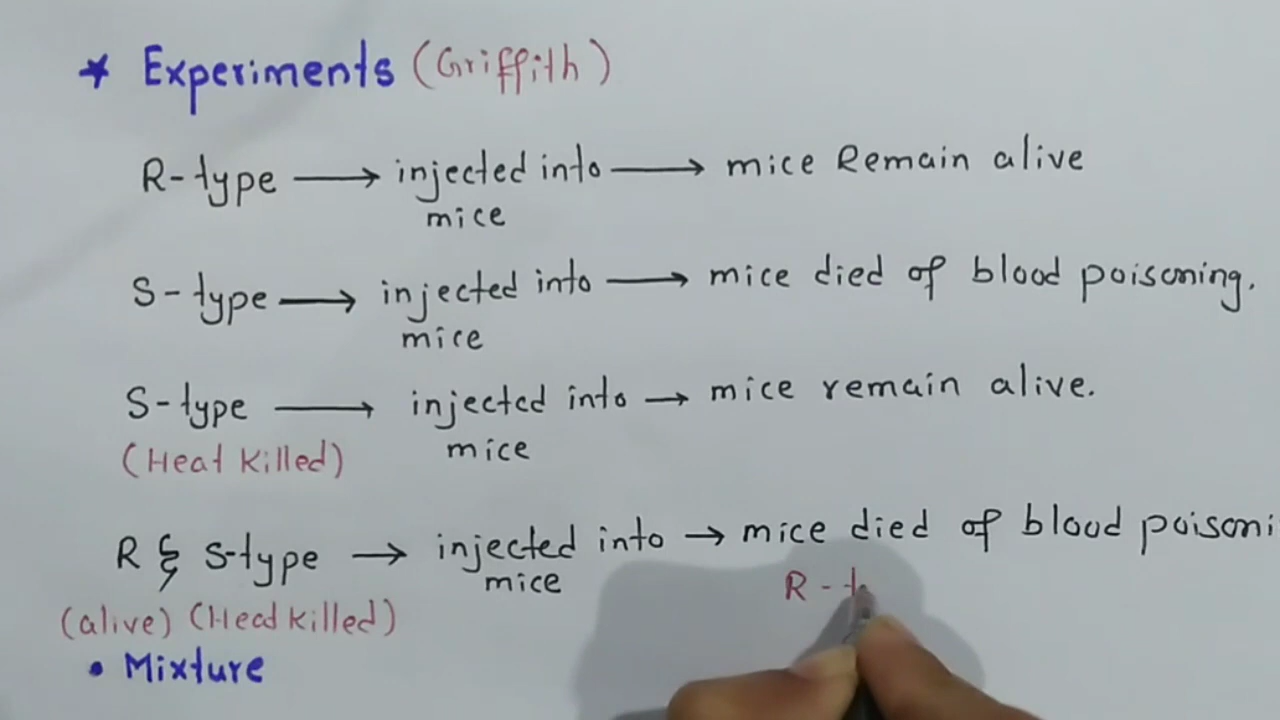 * Experiments (Griffith)
R-type → injected into → mice Remain alive
mice
S-type → injected into → mice died of blood poisoning.
mice
S-type → injected into → mice remain alive.
(Heat killed) mice
R & S-type → injected into → mice died of blood poisoni
mice R-t
(alive) (Head killed)
• Mixture